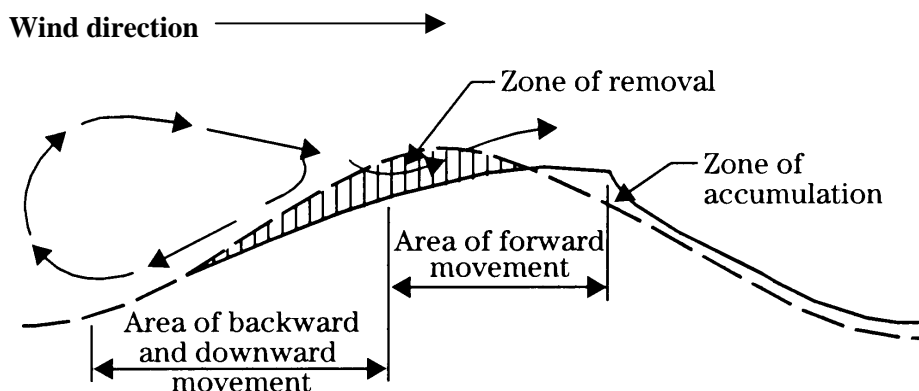 Wind direction
Zone of removal
Zone of
accumulation
Area of forward
movement
Area of backward
and downward
movement